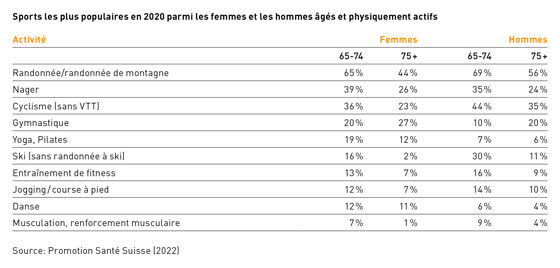 Sports les plus populaires en 2020 parmi les femmes et les hommes âgés et physiquement actifs
Activité Femmes Hommes
65-74 75+ 65-74 75+
Randonnée/randonnée de montagne 65% 44% 69% 56%
Nager 39% 26% 35% 24%
Cyclisme (sans VTT) 36% 23% 44% 35%
Gymnastique 20% 27% 10% 20%
Yoga, Pilates 19% 12% 7% 6%
Ski (sans randonnée à ski) 16% 2% 30% 11%
Entraînement de fitness 13% 7% 16% 9%
Jogging/course à pied 12% 7% 14% 10%
Danse 12% 11% 6% 4%
Musculation, renforcement musculaire 7% 1% 9% 4%
Source: Promotion Santé Suisse (2022)